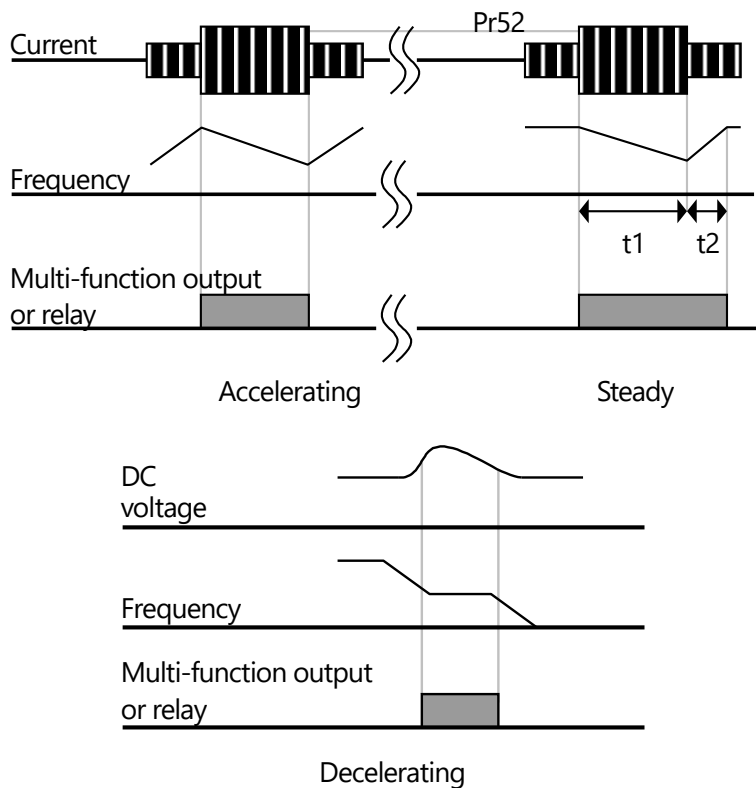 Pr52
Current
Frequency
t1
t2
Multi-function output
or relay
Accelerating
Steady
DC
voltage
Frequency
Multi-function output
or relay
Decelerating